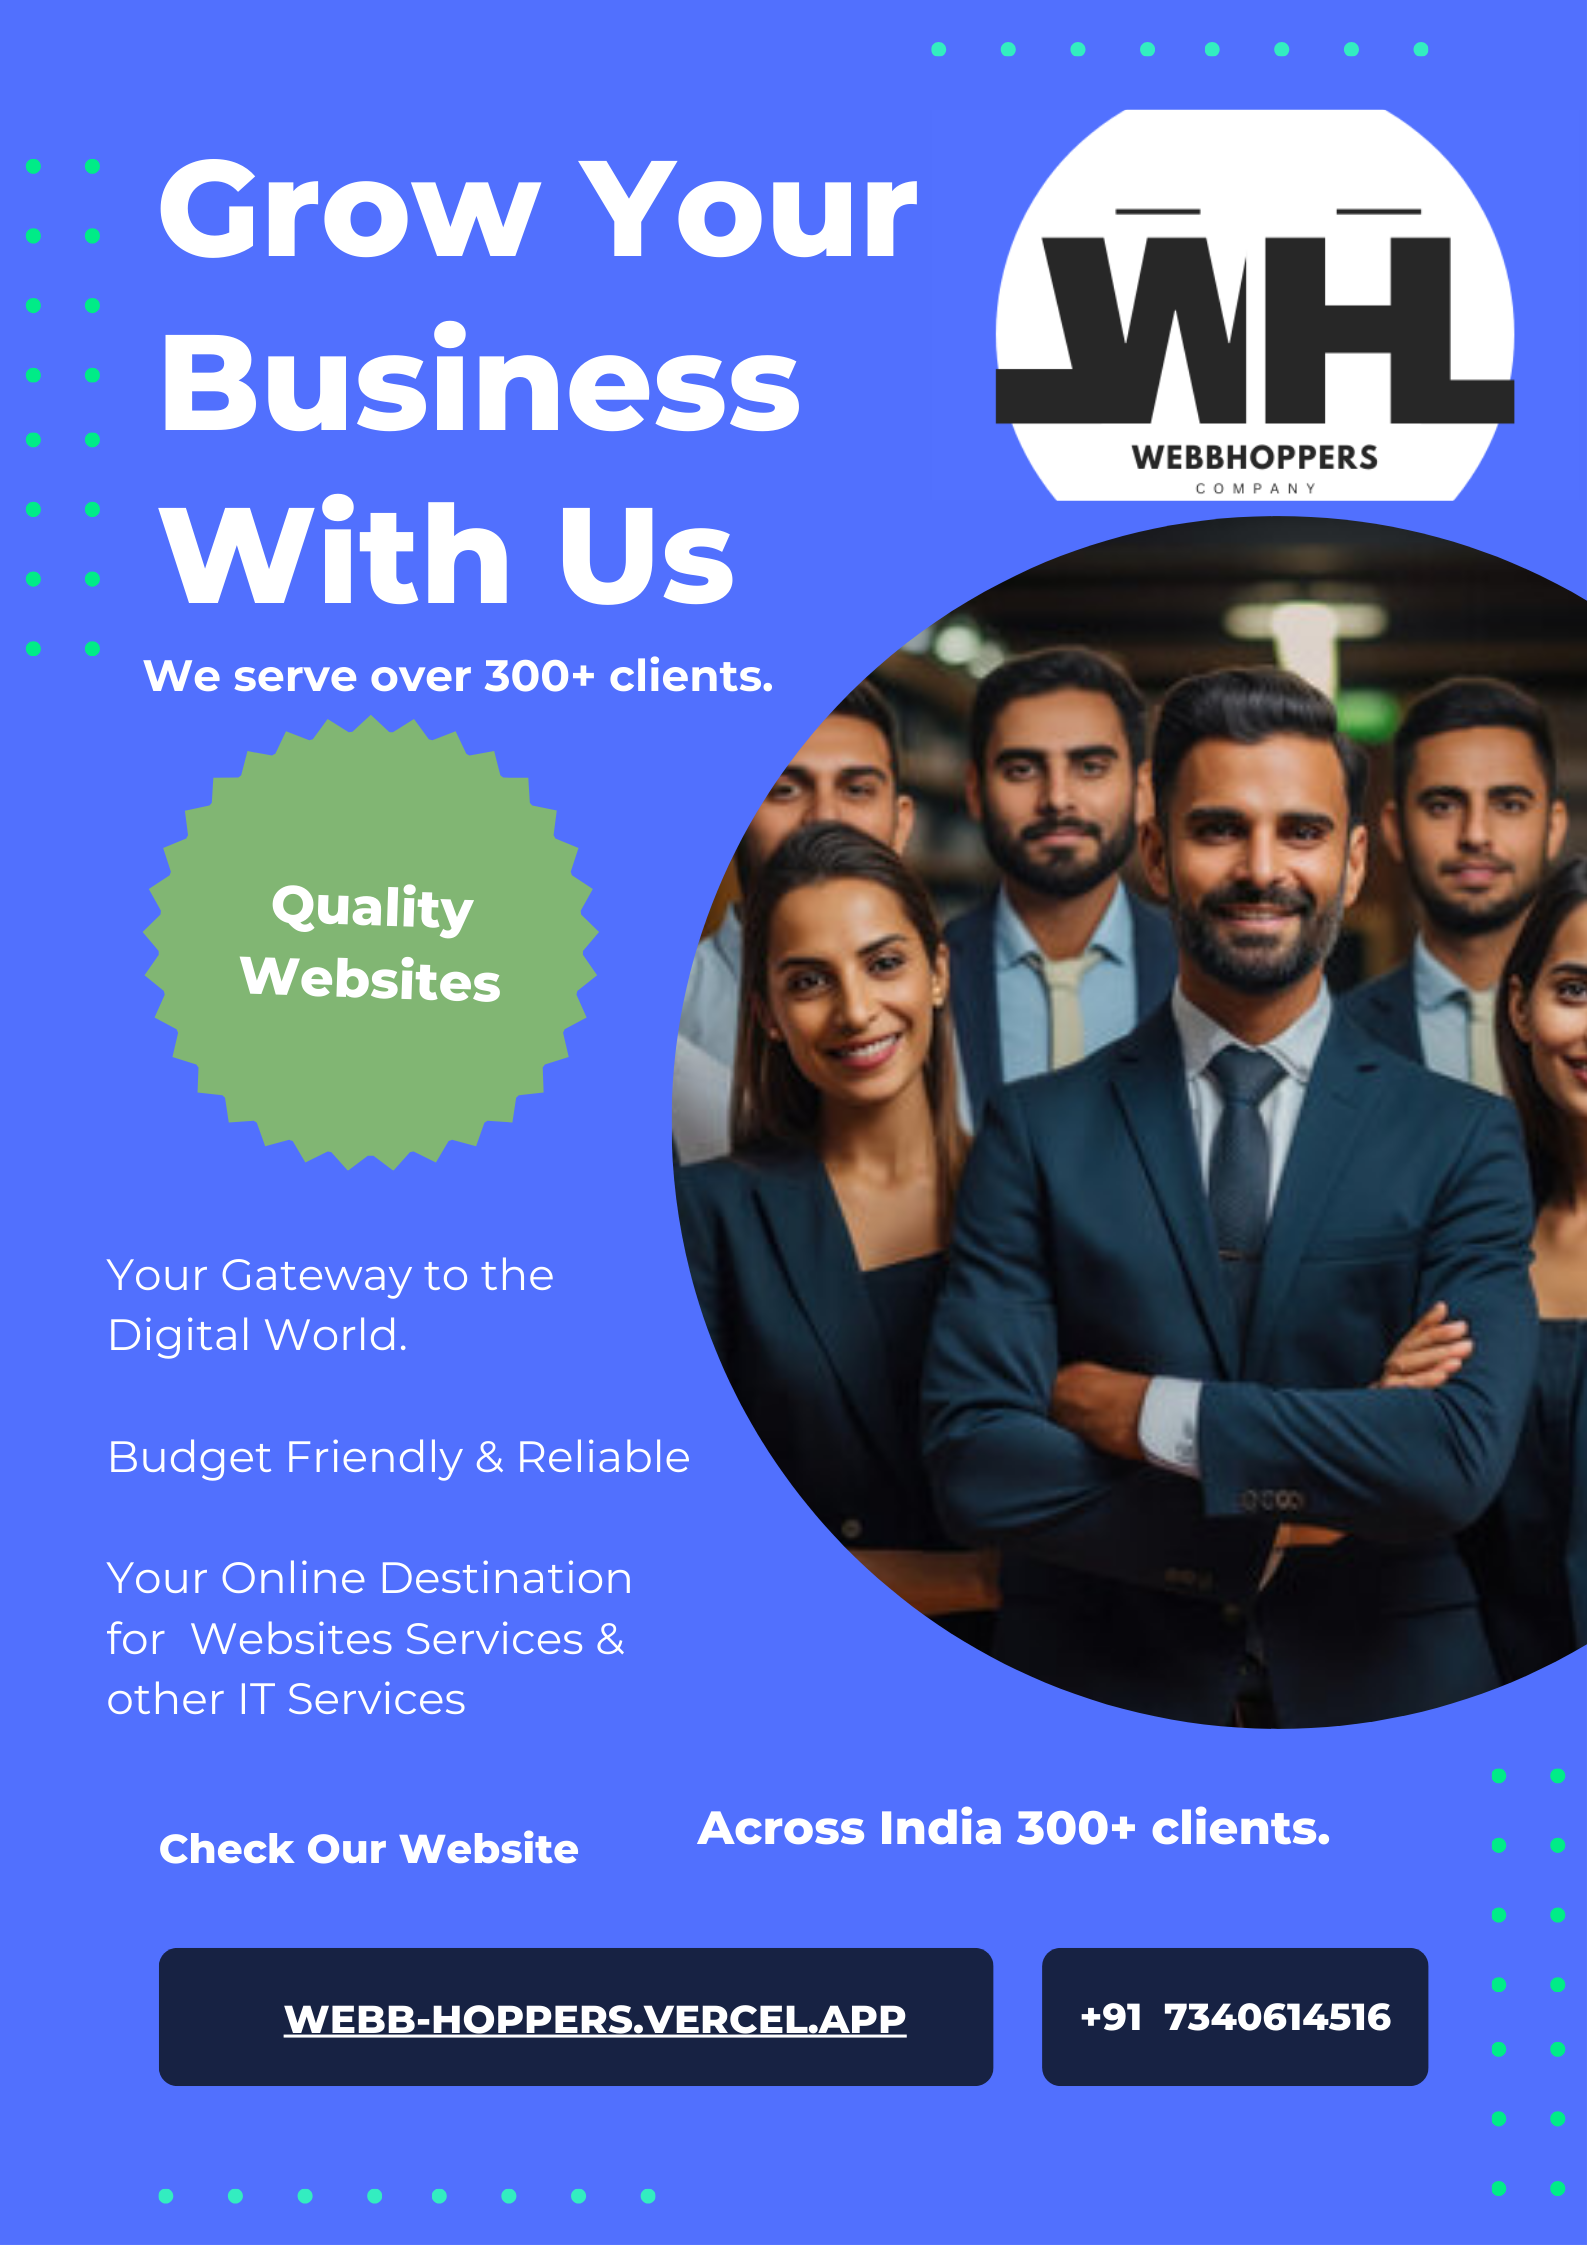 Grow Your
Business
With Us
WH
WEBBHOPPERS
COMPANY
We serve over 300+ clients.
Quality
Websites
Your Gateway to the
Digital World.
Budget Friendly & Reliable
Your Online Destination
for  Websites Services &
other IT Services
Check Our Website
Across India 300+ clients.
WEBB-HOPPERS.VERCEL.APP
+91  7340614516